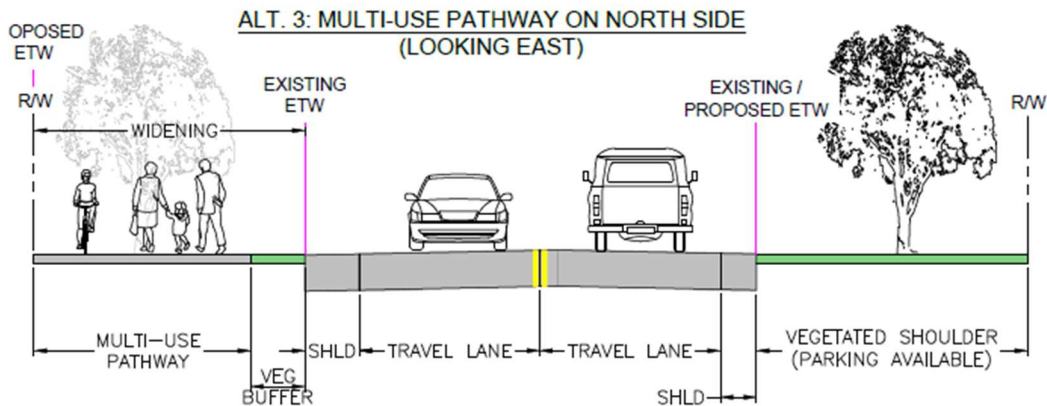 ALT. 3: MULTI-USE PATHWAY ON NORTH SIDE
(LOOKING EAST)
OPOSED
ETW
R/W
WIDENING
EXISTING
ETW
EXISTING /
PROPOSED ETW
R/W
MULTI-USE
PATHWAY
VEG
BUFFER
SHLD
TRAVEL LANE
TRAVEL LANE
SHLD
VEGETATED SHOULDER
(PARKING AVAILABLE)